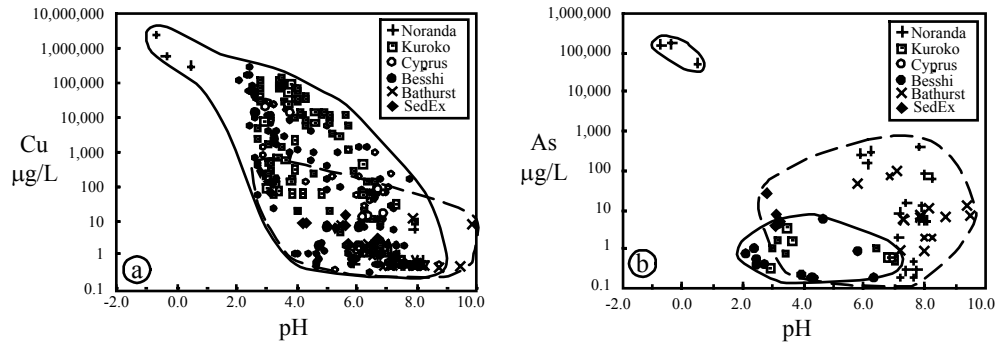 1,000,000
1,000,000
100,000
10,000
1,000
100
10
1
0.1
Cu
µg/L
-2.0
0.0
2.0
4.0
6.0
8.0
10.0
pH
a
Noranda
Kuroko
Cyprus
Besshi
Bathurst
SedEx
1,000,000
100,000
10,000
1,000
100
10
1
0.1
As
µg/L
-2.0
0.0
2.0
4.0
6.0
8.0
10.0
pH
b
Noranda
Kuroko
Cyprus
Besshi
Bathurst
SedEx